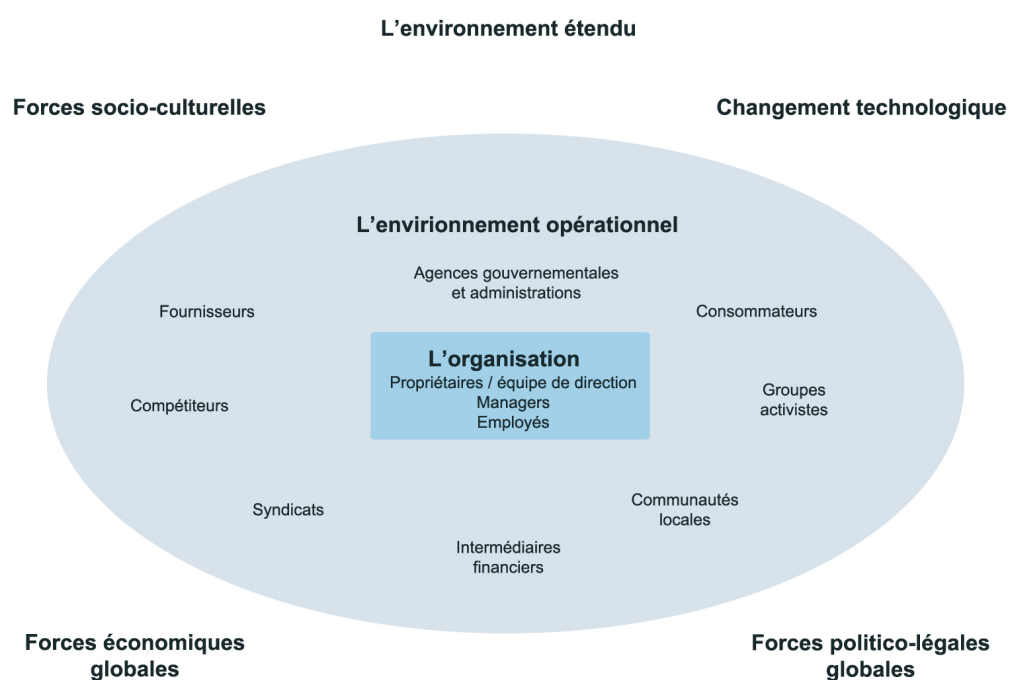 L'environnement étendu
Forces socio-culturelles
Changement technologique
L'envirionnement opérationnel
Agences gouvernementales
et administrations
Fournisseurs
Consommateurs
L'organisation
Propriétaires / équipe de direction
Managers
Employés
Compétiteurs
Groupes
activistes
Syndicats
Communautés
locales
Intermédiaires
financiers
Forces économiques
globales
Forces politico-légales
globales